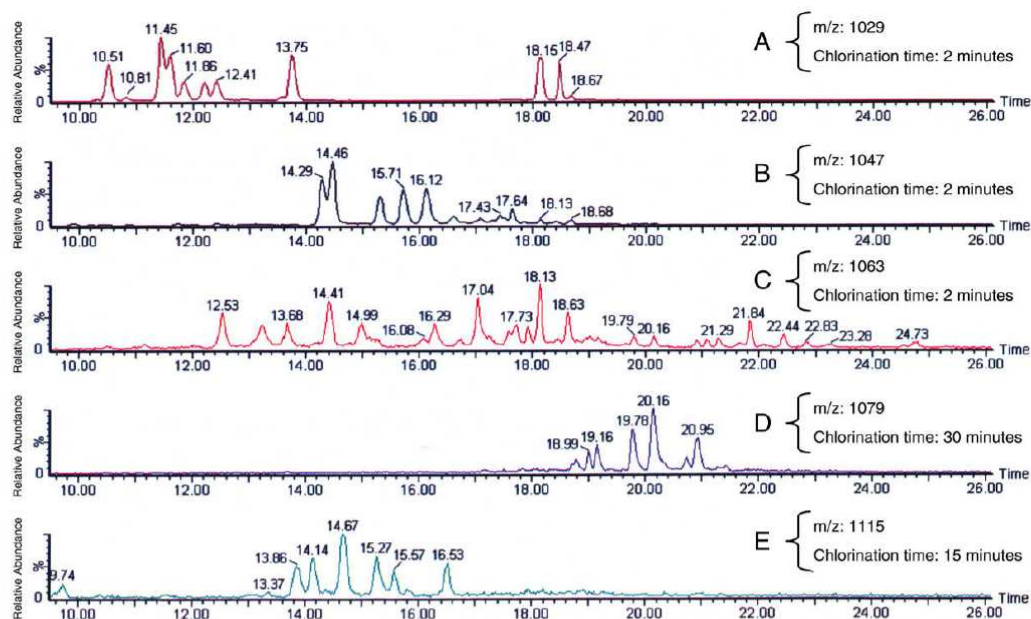 Relative Abundance
%
0
10.51
10.81
11.45
11.60
11.86
12.41
13.75
18.15
18.47
18.67
10.00 12.00 14.00 16.00 18.00 20.00 22.00 24.00 26.00 Time
A
m/z: 1029
Chlorination time: 2 minutes
Relative Abundance
%
0
14.29
14.46
15.71
16.12
17.43
17.64
18.13
18.68
10.00 12.00 14.00 16.00 18.00 20.00 22.00 24.00 26.00 Time
B
m/z: 1047
Chlorination time: 2 minutes
Relative Abundance
%
0
12.53
13.68
14.41
14.99
16.08
16.29
17.04
17.73
18.13
18.63
19.79
20.16
21.29
21.84
22.44
22.83
23.28
24.73
10.00 12.00 14.00 16.00 18.00 20.00 22.00 24.00 26.00 Time
C
m/z: 1063
Chlorination time: 2 minutes
Relative Abundance
%
0
18.99
19.16
19.78
20.16
20.95
10.00 12.00 14.00 16.00 18.00 20.00 22.00 24.00 26.00 Time
D
m/z: 1079
Chlorination time: 30 minutes
Relative Abundance
%
0
9.74
13.37
13.86
14.14
14.67
15.27
15.57
16.53
10.00 12.00 14.00 16.00 18.00 20.00 22.00 24.00 26.00 Time
E
m/z: 1115
Chlorination time: 15 minutes